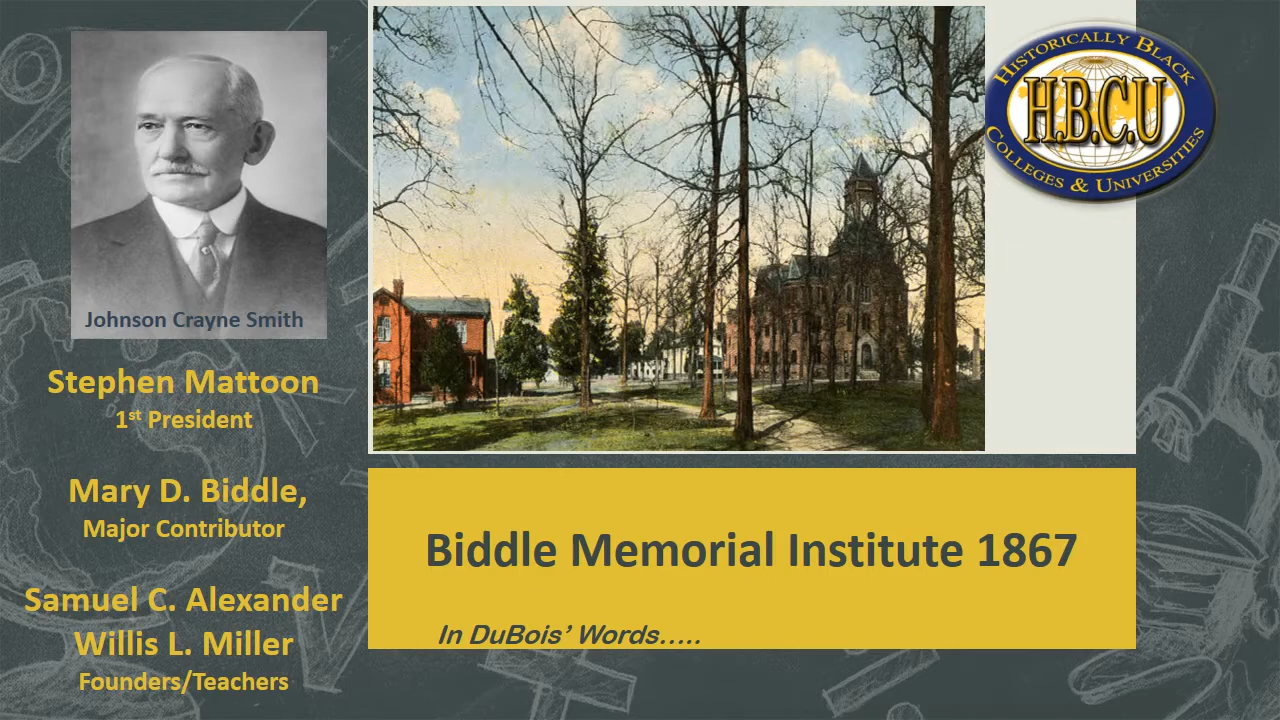 Johnson Crayne Smith
Stephen Mattoon
1st President
Mary D. Biddle,
Major Contributor
Samuel C. Alexander
Willis L. Miller
Founders/Teachers
HISTORICALLY BLACK
H.B.C.U
COLLEGES & UNIVERSITIES
Biddle Memorial Institute 1867
In DuBois’ Words.....